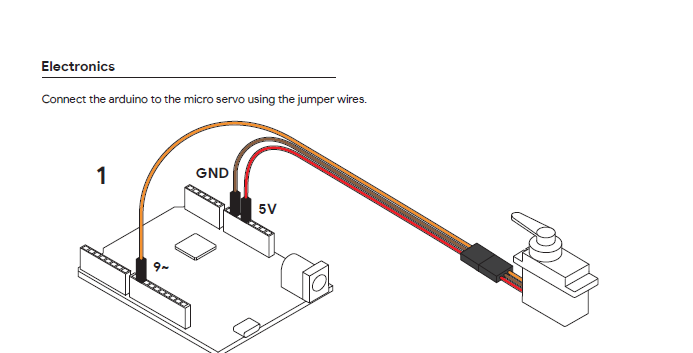 Electronics
Connect the arduino to the micro servo using the jumper wires.
1
GND
5V
9~